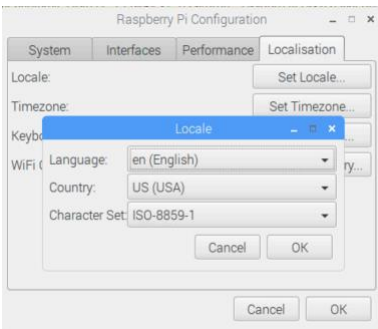 Raspberry Pi Configuration
System Interfaces Performance Localisation
Locale: Set Locale...
Timezone: Set Timezone...
Locale
Language: en (English)
Country: US (USA)
Character Set: ISO-8859-1
Cancel OK
Cancel OK